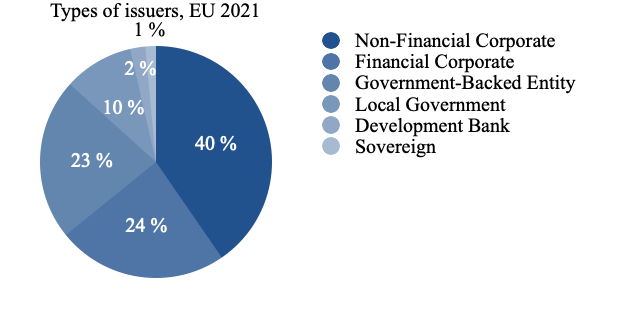 Types of issuers, EU 2021
1 %
2 %
10 %
40 %
23 %
24 %
Non-Financial Corporate
Financial Corporate
Government-Backed Entity
Local Government
Development Bank
Sovereign